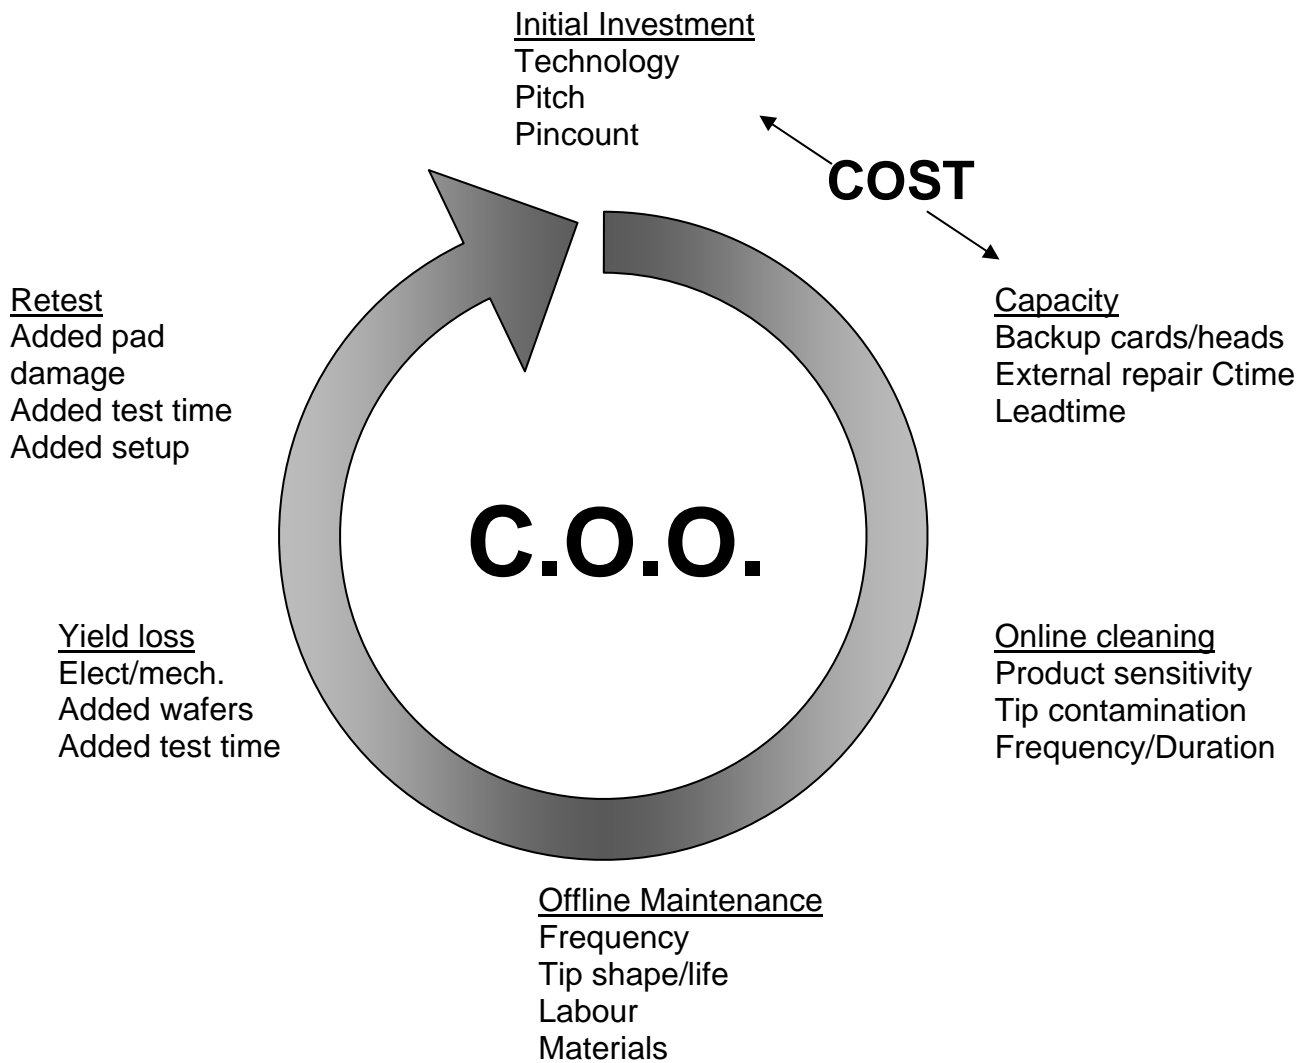 Initial Investment
Technology
Pitch
Pincount
COST
Capacity
Backup cards/heads
External repair Ctime
Leadtime
Retest
Added pad
damage
Added test time
Added setup
C.O.O.
Online cleaning
Product sensitivity
Tip contamination
Frequency/Duration
Yield loss
Elect/mech.
Added wafers
Added test time
Offline Maintenance
Frequency
Tip shape/life
Labour
Materials